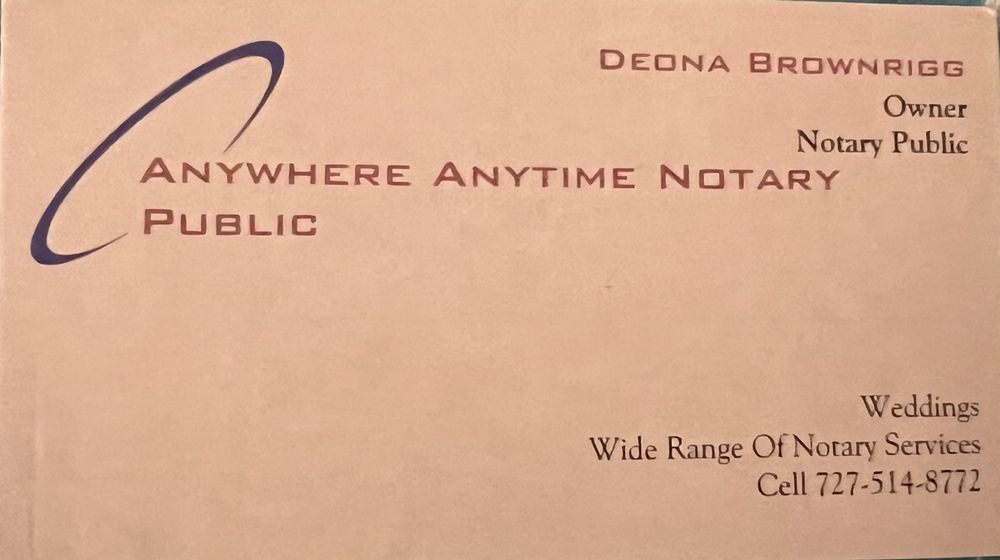 Deona Brownrigg
Owner
Notary Public
Anywhere Anytime Notary
Public
Weddings
Wide Range Of Notary Services
Cell 727-514-8772